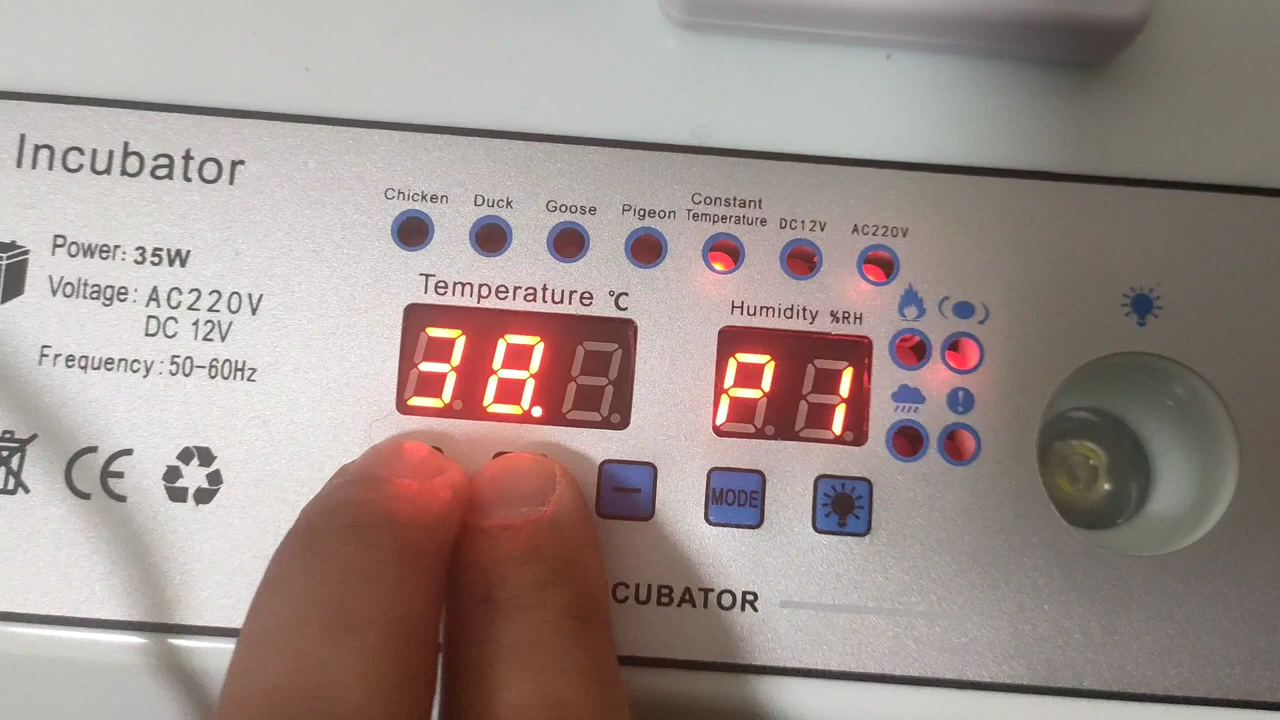 Incubator
Power: 35W
Voltage: AC220V
DC 12V
Frequency: 50-60Hz
CE
Chicken
Duck
Goose
Pigeon
Constant
Temperature
DC12V
AC220V
Temperature ℃
Humidity %RH
38.
P1
−
MODE
CUBATOR